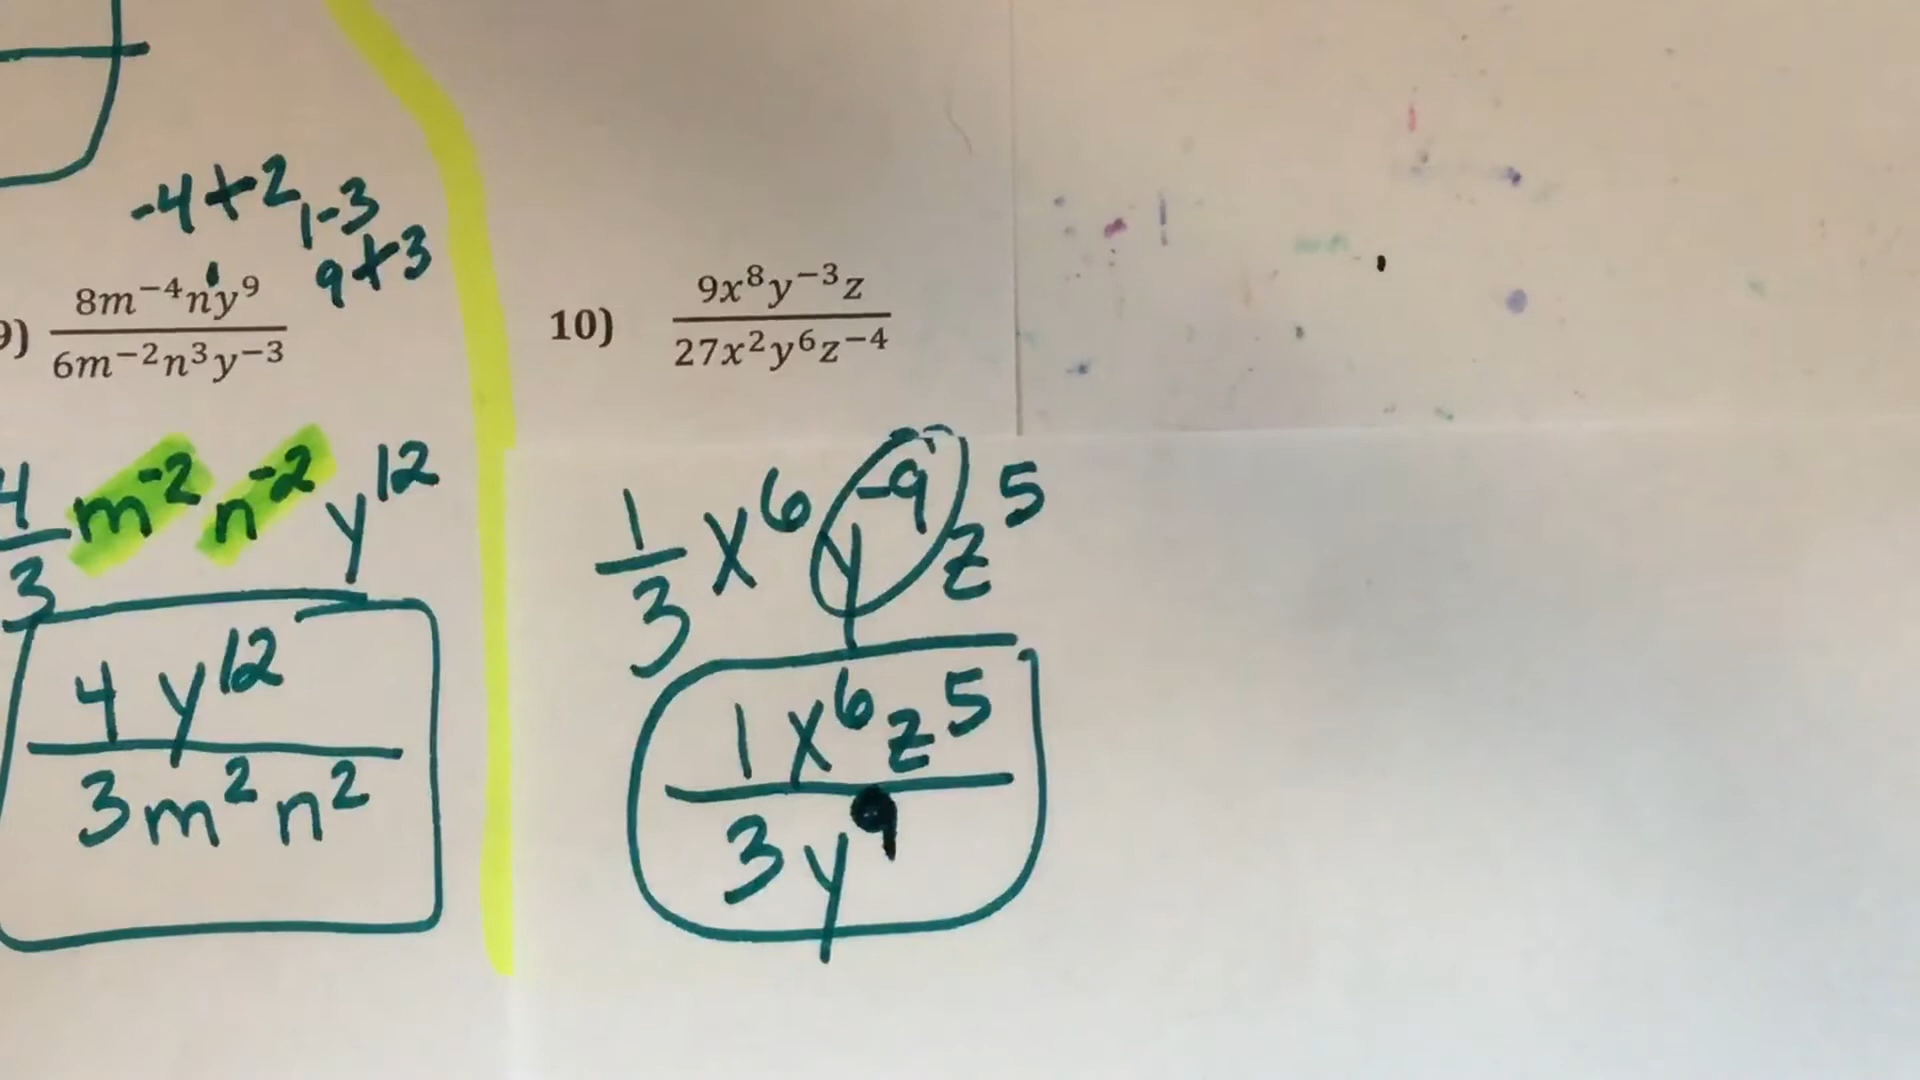 -4+2, 1-3
9+3
9) 8m⁻⁴n¹y⁹
6m⁻²n³y⁻³
4/3 m⁻² n⁻² y¹²
4y¹²
3m²n²
10) 9x⁸y⁻³z
27x²y⁶z⁻⁴
1/3 x⁶ y⁻⁹ z⁵
1x⁶z⁵
3y⁹